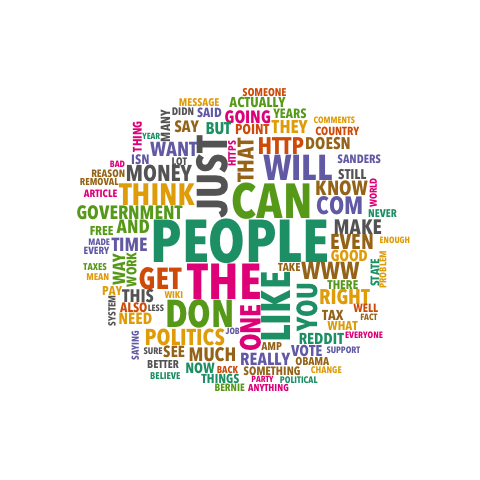 SOMEONE
MESSAGE
ACTUALLY
DIDN
SAID
GOING
YEARS
MANY
THING
SAY
BUT
POINT
THEY
COMMENTS
COUNTRY
YEAR
WANT
JUST
HTTPS
THAT
HTTP
DOESN
ISN
LOT
WILL
SANDERS
BAD
REASON
MONEY
STILL
REMOVAL
ARTICLE
THINK
CAN
KNOW
WORLD
COM
GOVERNMENT
NEVER
FREE
AND
PEOPLE
MAKE
MADE
TIME
EVEN
ENOUGH
EVERY
WAY
WORK
GOOD
PROBLEM
TAXES
MEAN
GET
THE
LIKE
TAKE
WWW
STATE
THERE
PAY
THIS
WIKI
YOU
RIGHT
SYSTEM
ALSO
LESS
DON
ONE
TAX
WELL
FACT
NEED
WHAT
SAYING
POLITICS
JOB
REDDIT
EVERYONE
SURE
SEE
MUCH
AMP
REALLY
VOTE
SUPPORT
BETTER
OBAMA
BELIEVE
NOW
BACK
SOMETHING
CHANGE
THINGS
PARTY
POLITICAL
BERNIE
ANYTHING